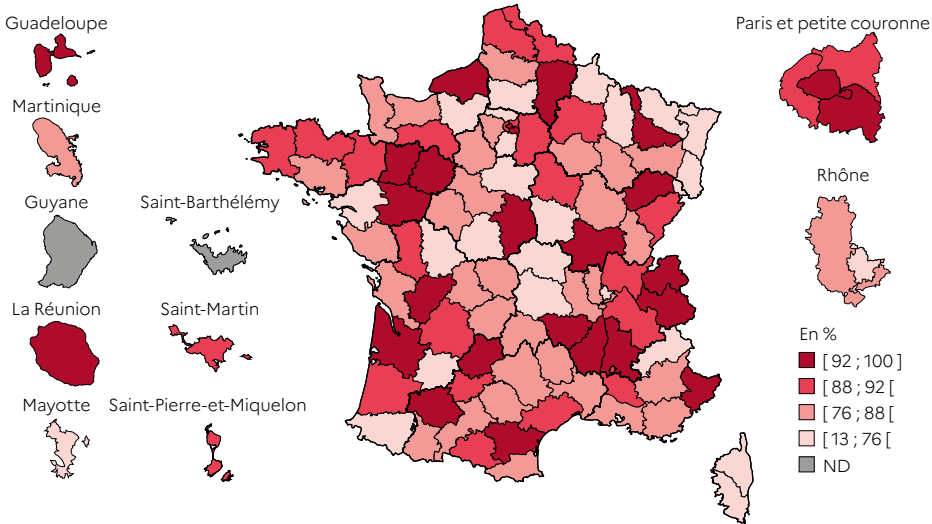 Guadeloupe
Martinique
Guyane
Saint-Barthélémy
La Réunion
Saint-Martin
Mayotte
Saint-Pierre-et-Miquelon
Paris et petite couronne
Rhône
En %
[ 92 ; 100 ]
[ 88 ; 92 [
[ 76 ; 88 [
[ 13 ; 76 [
ND